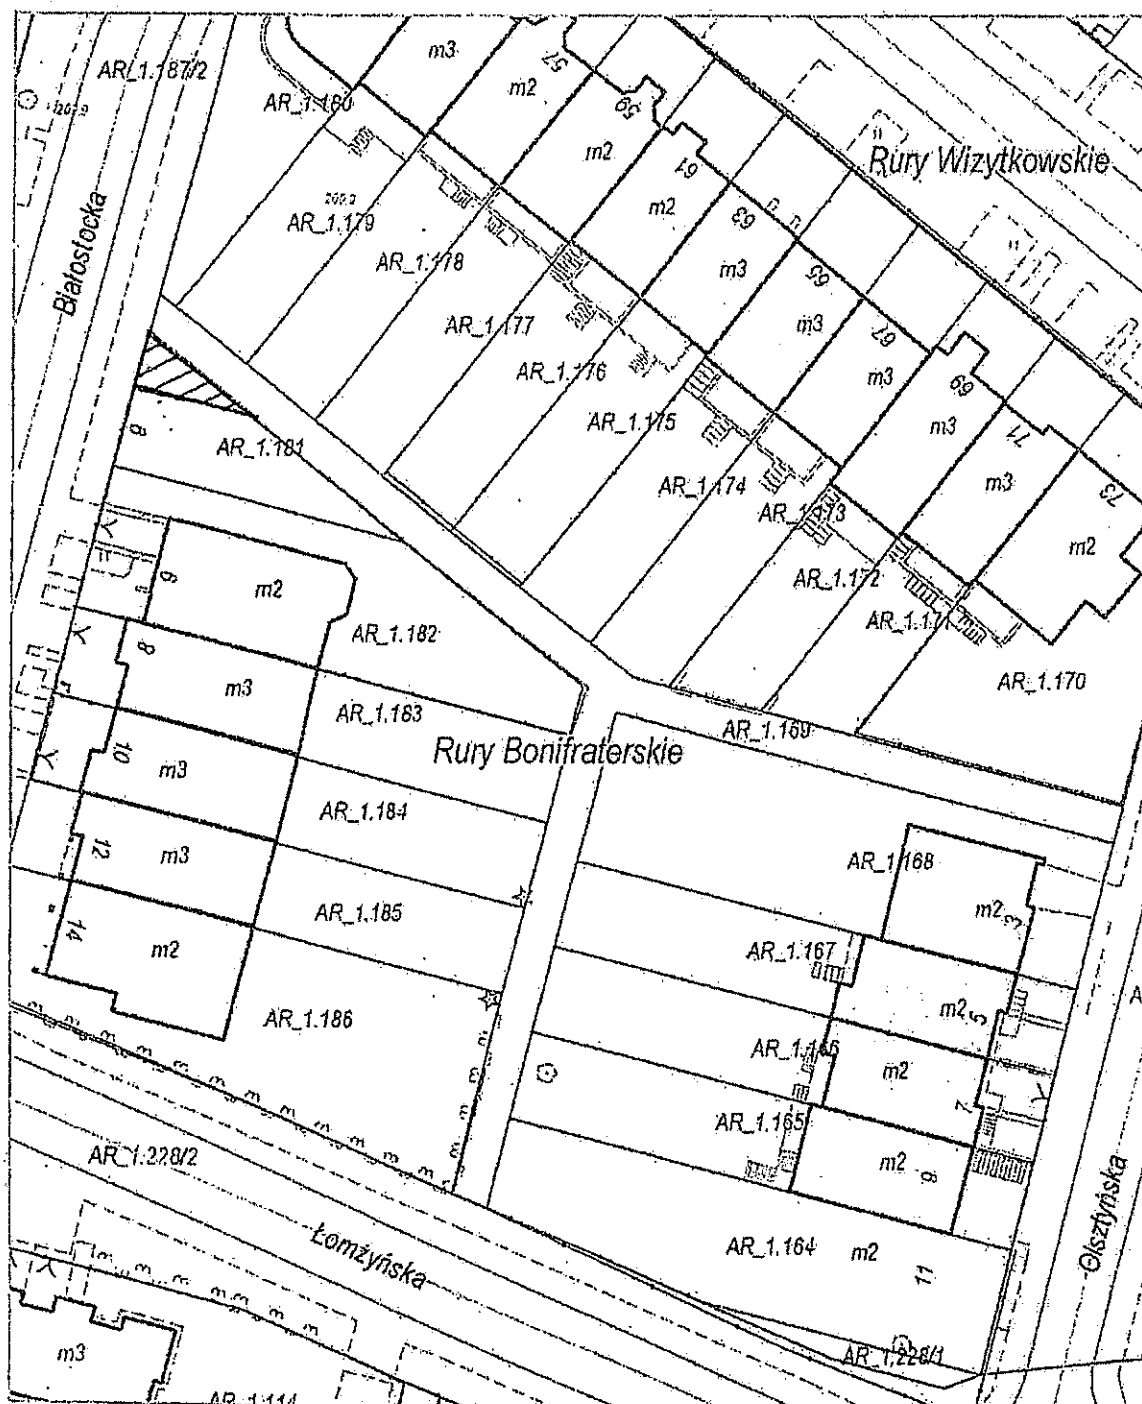 m3
57
AR_1.187/2
m2
AR_1.180
59
m2
Rury Wizytkowskie
61
m2
63
Białostocka
AR_1.179
AR_1.178
m3
65
AR_1.177
m3
67
AR_1.176
m3
69
AR_1.175
m3
71
AR_1.181
AR_1.174
m3
73
AR_1.173
m2
AR_1.172
6
m2
AR_1.171
AR_1.182
8
m3
AR_1.170
AR_1.183
AR_1.169
Rury Bonifraterskie
10
m3
AR_1.184
12
m3
AR_1.168
AR_1.185
m2
3
14
m2
AR_1.167
m2
5
AR_1.186
AR_1.166
m2
7
AR_1.165
AR_1.228/2
m2
Olsztyńska
Łomżyńska
AR_1.164
m2
11
m3
AR_1.228/1
AR_1.114